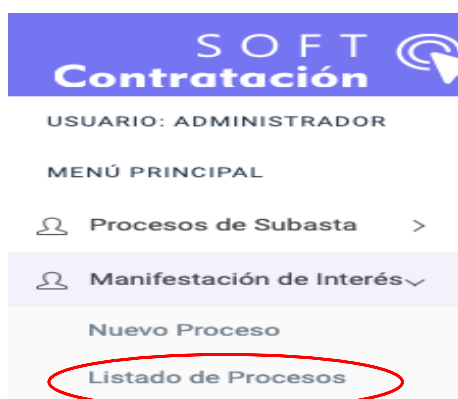 SOFT
Contratación
USUARIO: ADMINISTRADOR
MENÚ PRINCIPAL
Procesos de Subasta
Manifestación de Interés
Nuevo Proceso
Listado de Procesos